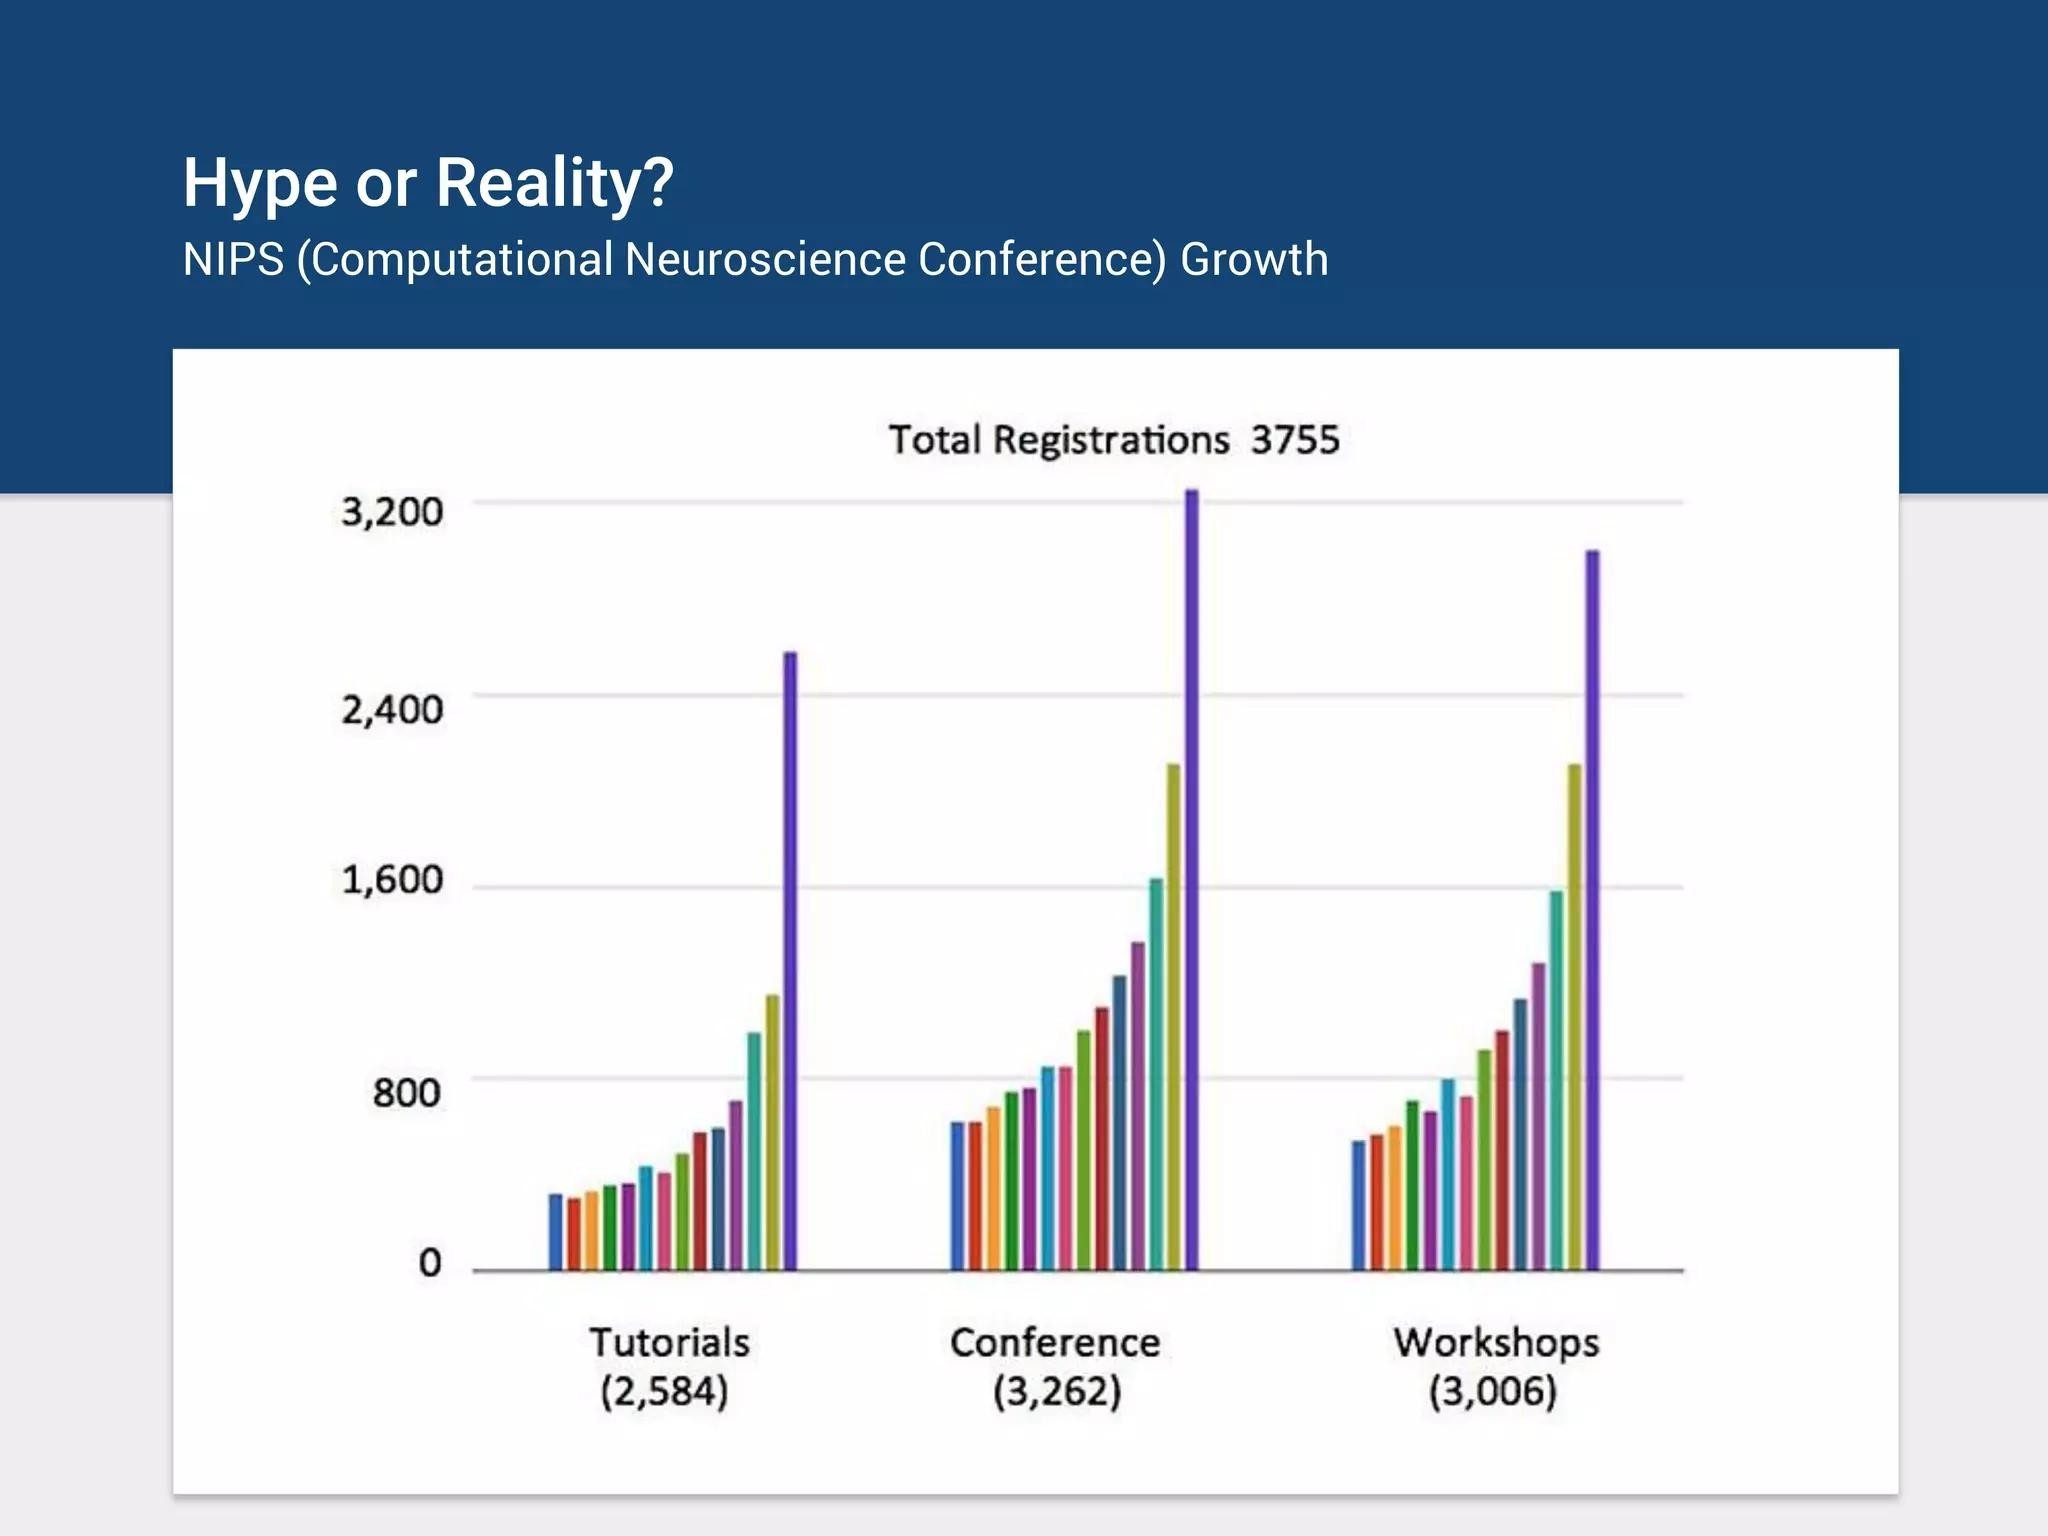 Hype or Reality?
NIPS (Computational Neuroscience Conference) Growth
Total Registrations 3755
3,200
2,400
1,600
800
0
Tutorials
(2,584)
Conference
(3,262)
Workshops
(3,006)